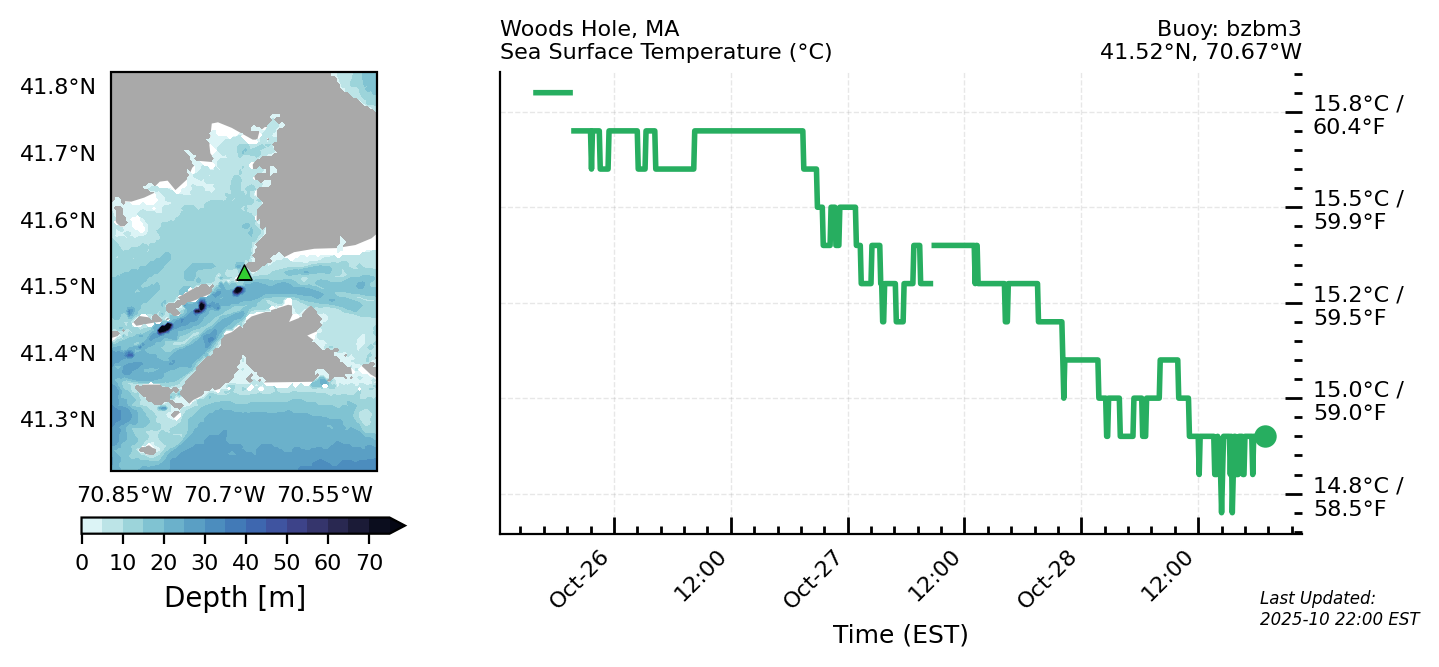 Woods Hole, MA
Sea Surface Temperature (°C)
Buoy: bzbm3
41.52°N, 70.67°W
41.8°N
41.7°N
41.6°N
41.5°N
41.4°N
41.3°N
70.85°W 70.7°W 70.55°W
0 10 20 30 40 50 60 70
Depth [m]
15.8°C /
60.4°F
15.5°C /
59.9°F
15.2°C /
59.5°F
15.0°C /
59.0°F
14.8°C /
58.5°F
Oct-26
12:00
Oct-27
12:00
Oct-28
12:00
Time (EST)
Last Updated:
2025-10 22:00 EST